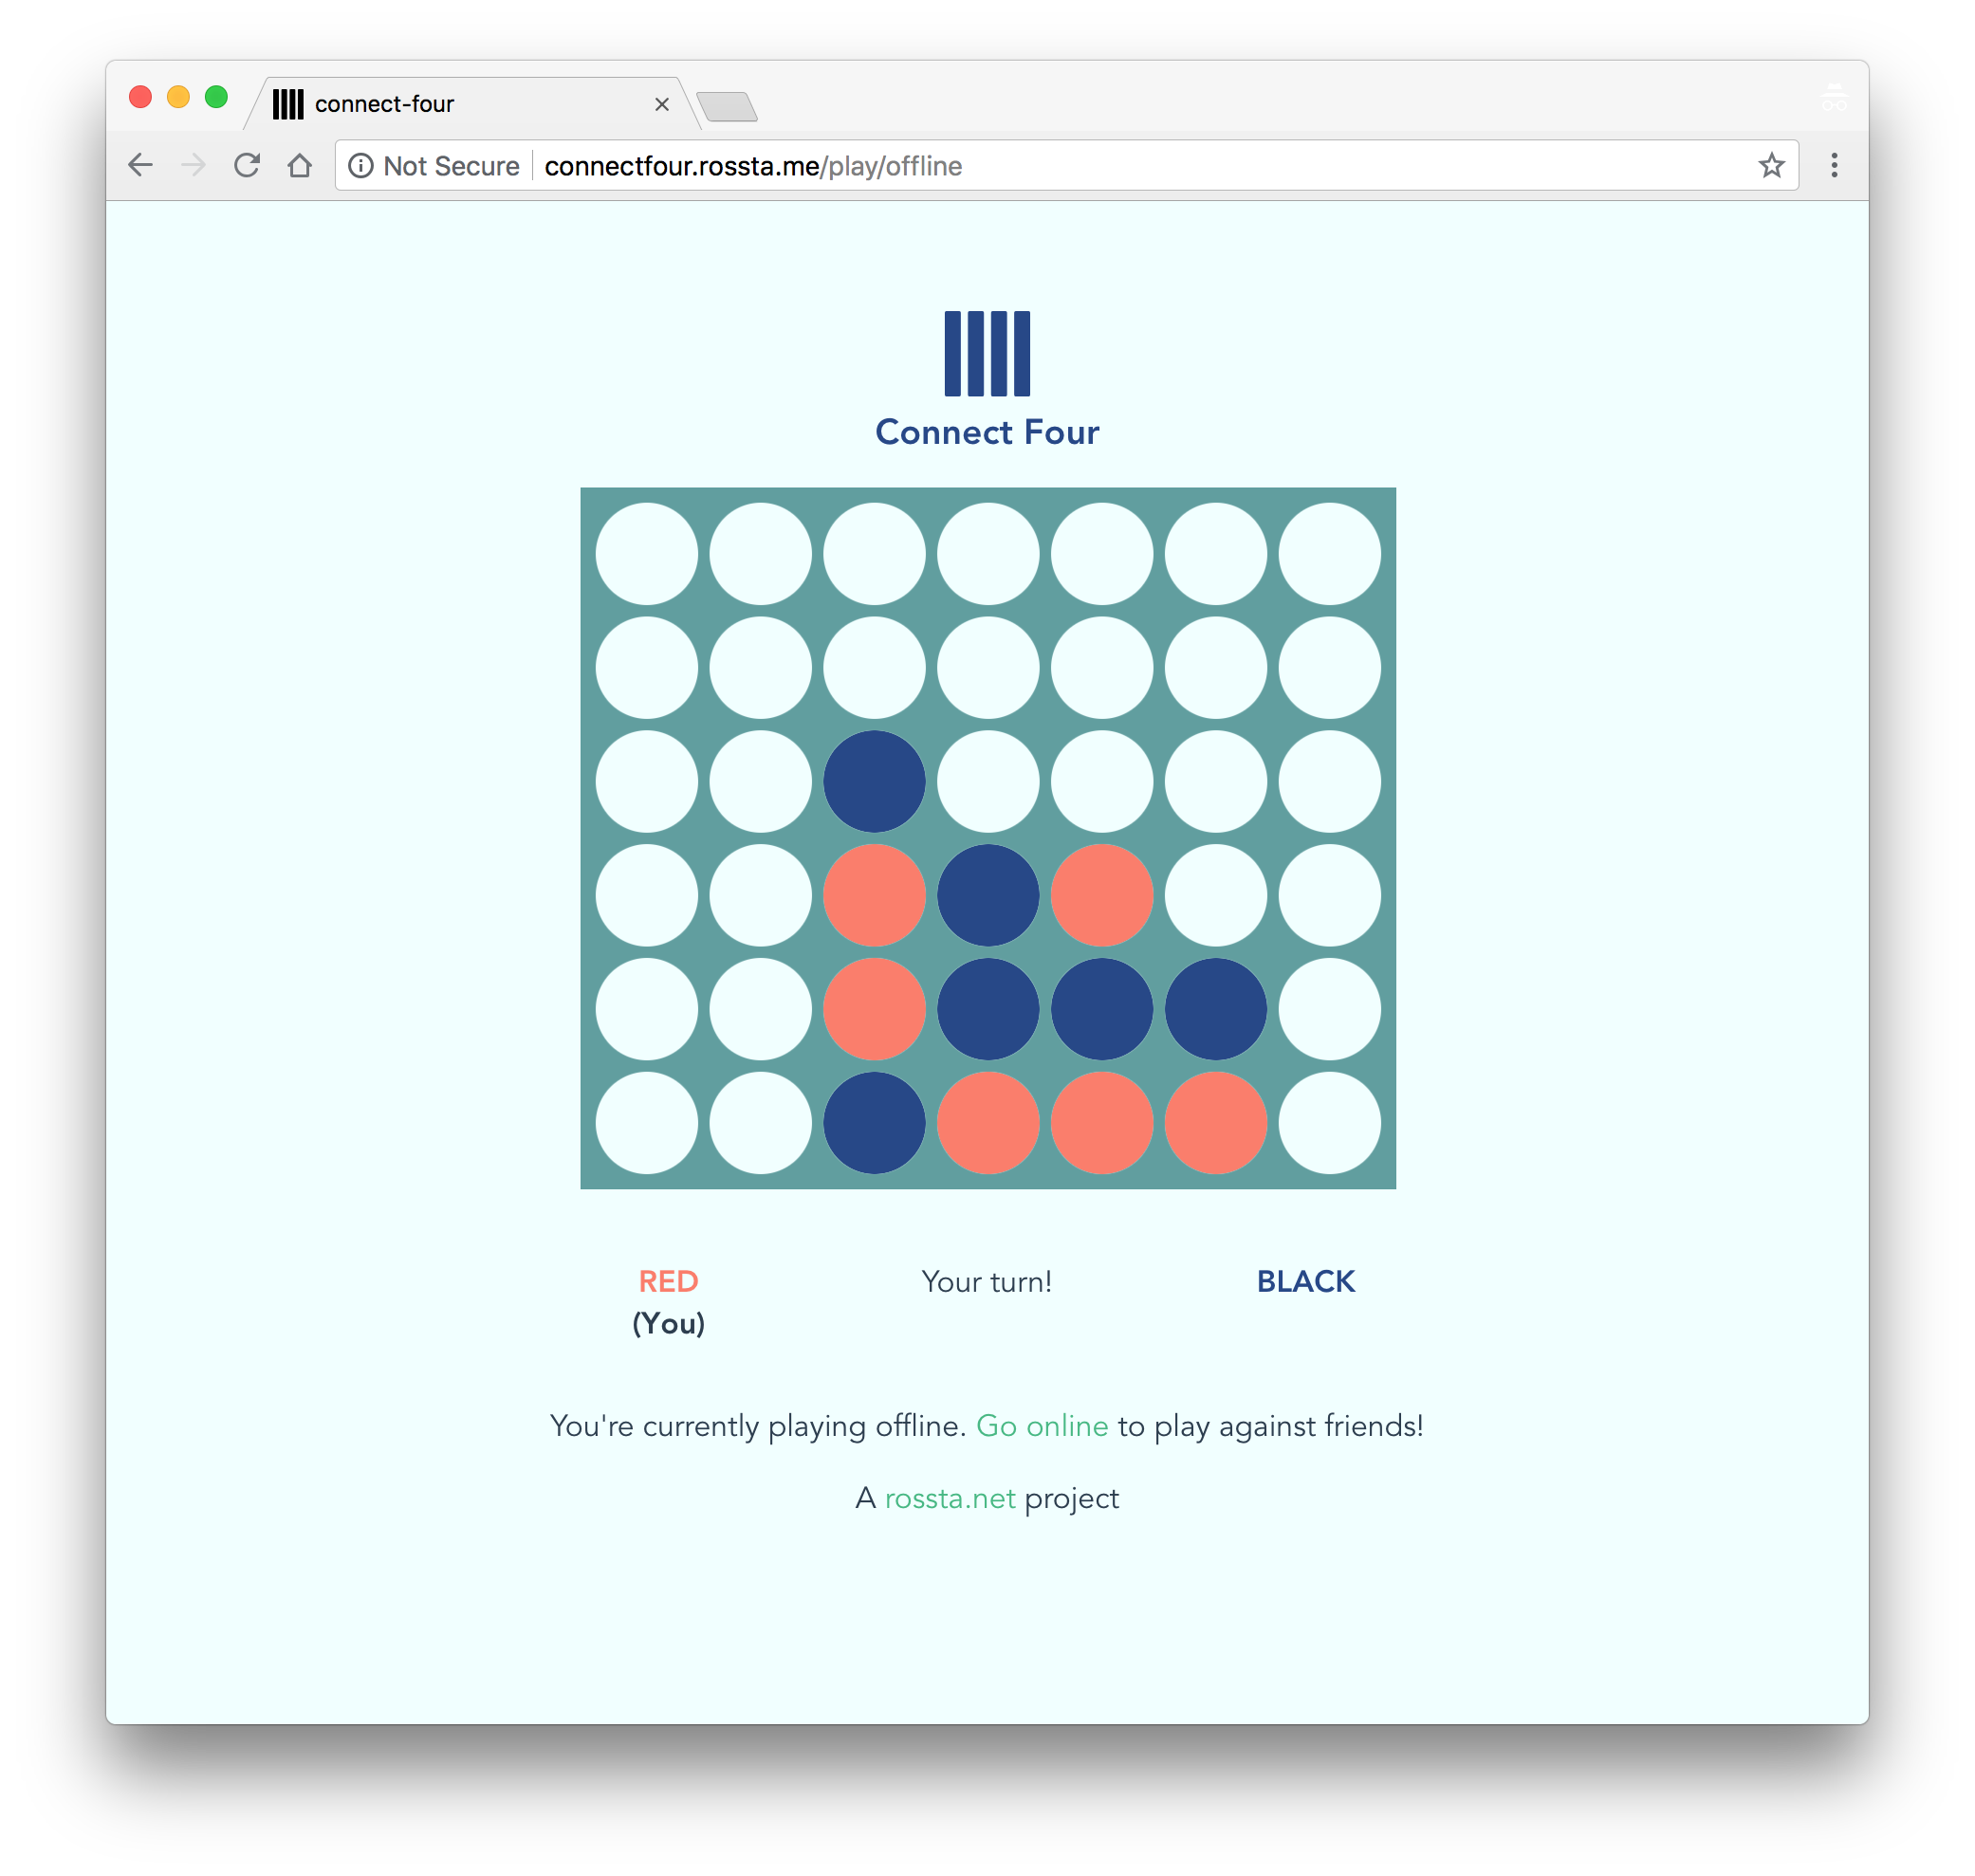 connect-four
Not Secure connectfour.rossta.me/play/offline
Connect Four
RED Your turn! BLACK
(You)
You're currently playing offline. Go online to play against friends!
A rossta.net project